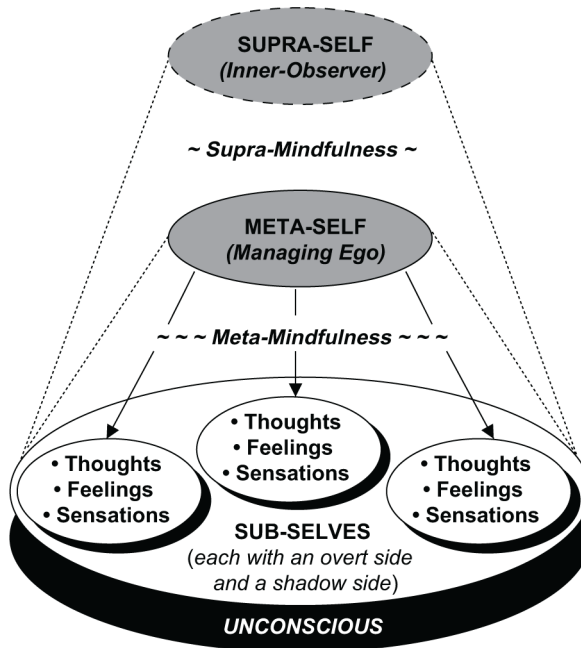 SUPRA-SELF
(Inner-Observer)
~ Supra-Mindfulness ~
META-SELF
(Managing Ego)
~ ~ ~ Meta-Mindfulness ~ ~ ~
• Thoughts
• Feelings
• Sensations
• Thoughts
• Feelings
• Sensations
• Thoughts
• Feelings
• Sensations
SUB-SELVES
(each with an overt side
and a shadow side)
UNCONSCIOUS